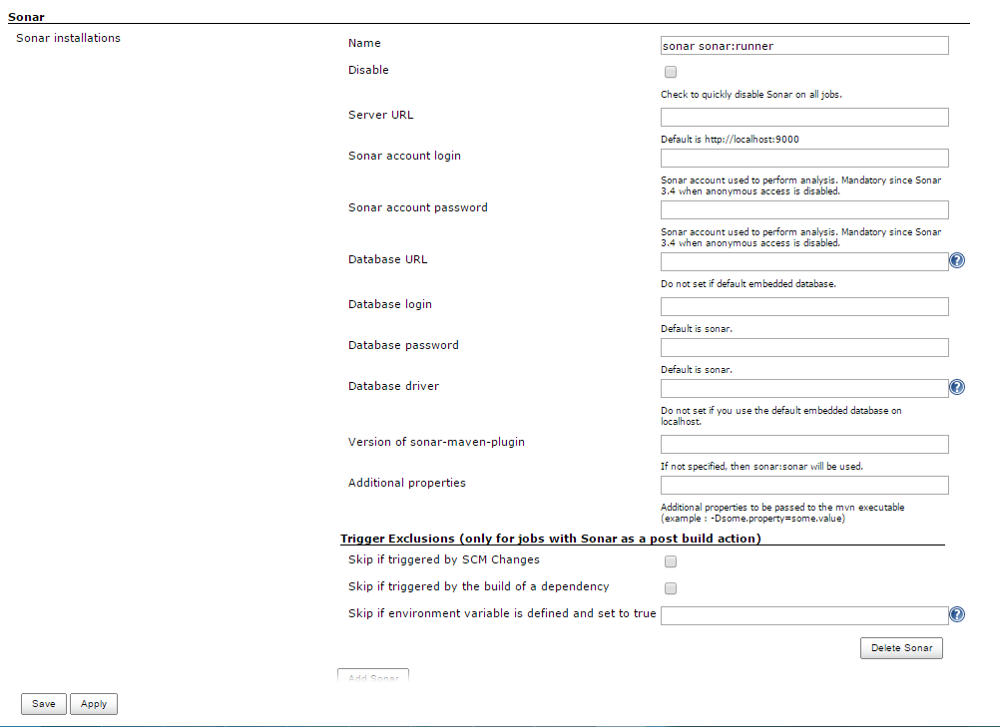 Sonar
Sonar installations
Name
sonar sonar:runner
Disable
Check to quickly disable Sonar on all jobs.
Server URL
Default is http://localhost:9000
Sonar account login
Sonar account used to perform analysis. Mandatory since Sonar
3.4 when anonymous access is disabled.
Sonar account password
Sonar account used to perform analysis. Mandatory since Sonar
3.4 when anonymous access is disabled.
Database URL
?
Do not set if default embedded database.
Database login
Default is sonar.
Database password
Default is sonar.
Database driver
?
Do not set if you use the default embedded database on
localhost.
Version of sonar-maven-plugin
If not specified, then sonar:sonar will be used.
Additional properties
Additional properties to be passed to the mvn executable
(example : -Dsome.property=some.value)
Trigger Exclusions (only for jobs with Sonar as a post build action)
Skip if triggered by SCM Changes
Skip if triggered by the build of a dependency
Skip if environment variable is defined and set to true
?
Delete Sonar
Add Sonar
Save
Apply